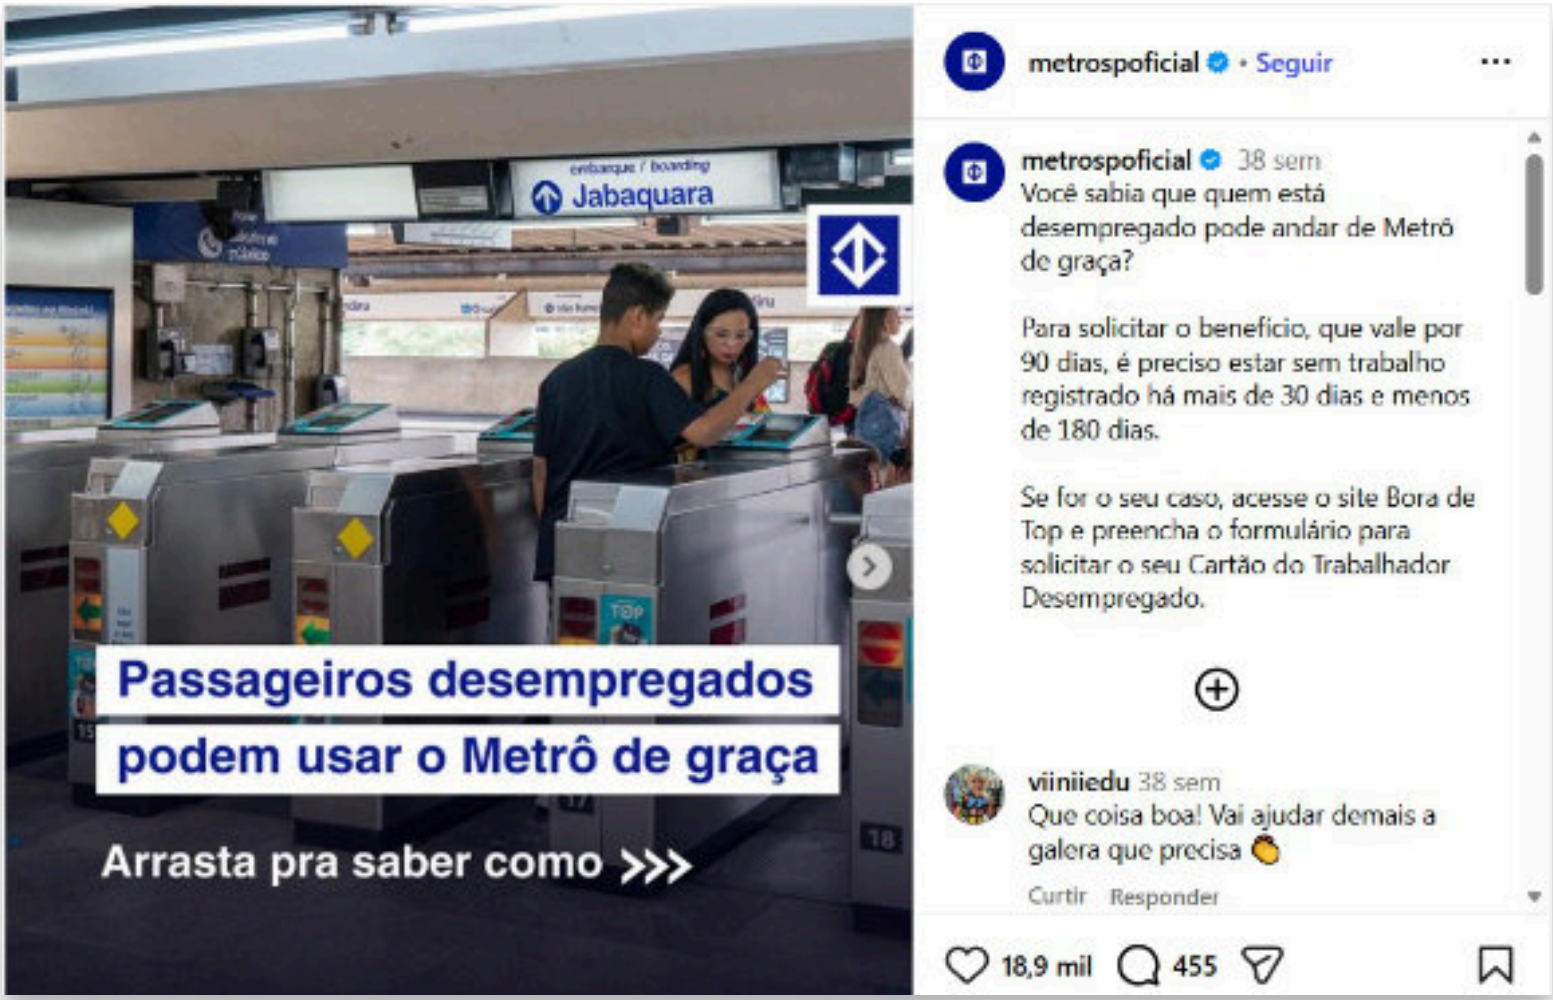 embarque / boarding
Jabaquara
TOP
15
17
18
Passageiros desempregados
podem usar o Metrô de graça
Arrasta pra saber como >>>
metrospoficial • Seguir
metrospoficial 38 sem
Você sabia que quem está
desempregado pode andar de Metrô
de graça?
Para solicitar o benefício, que vale por
90 dias, é preciso estar sem trabalho
registrado há mais de 30 dias e menos
de 180 dias.
Se for o seu caso, acesse o site Bora de
Top e preencha o formulário para
solicitar o seu Cartão do Trabalhador
Desempregado.
viiniiedu 38 sem
Que coisa boa! Vai ajudar demais a
galera que precisa 👏
Curtir Responder
18,9 mil 455